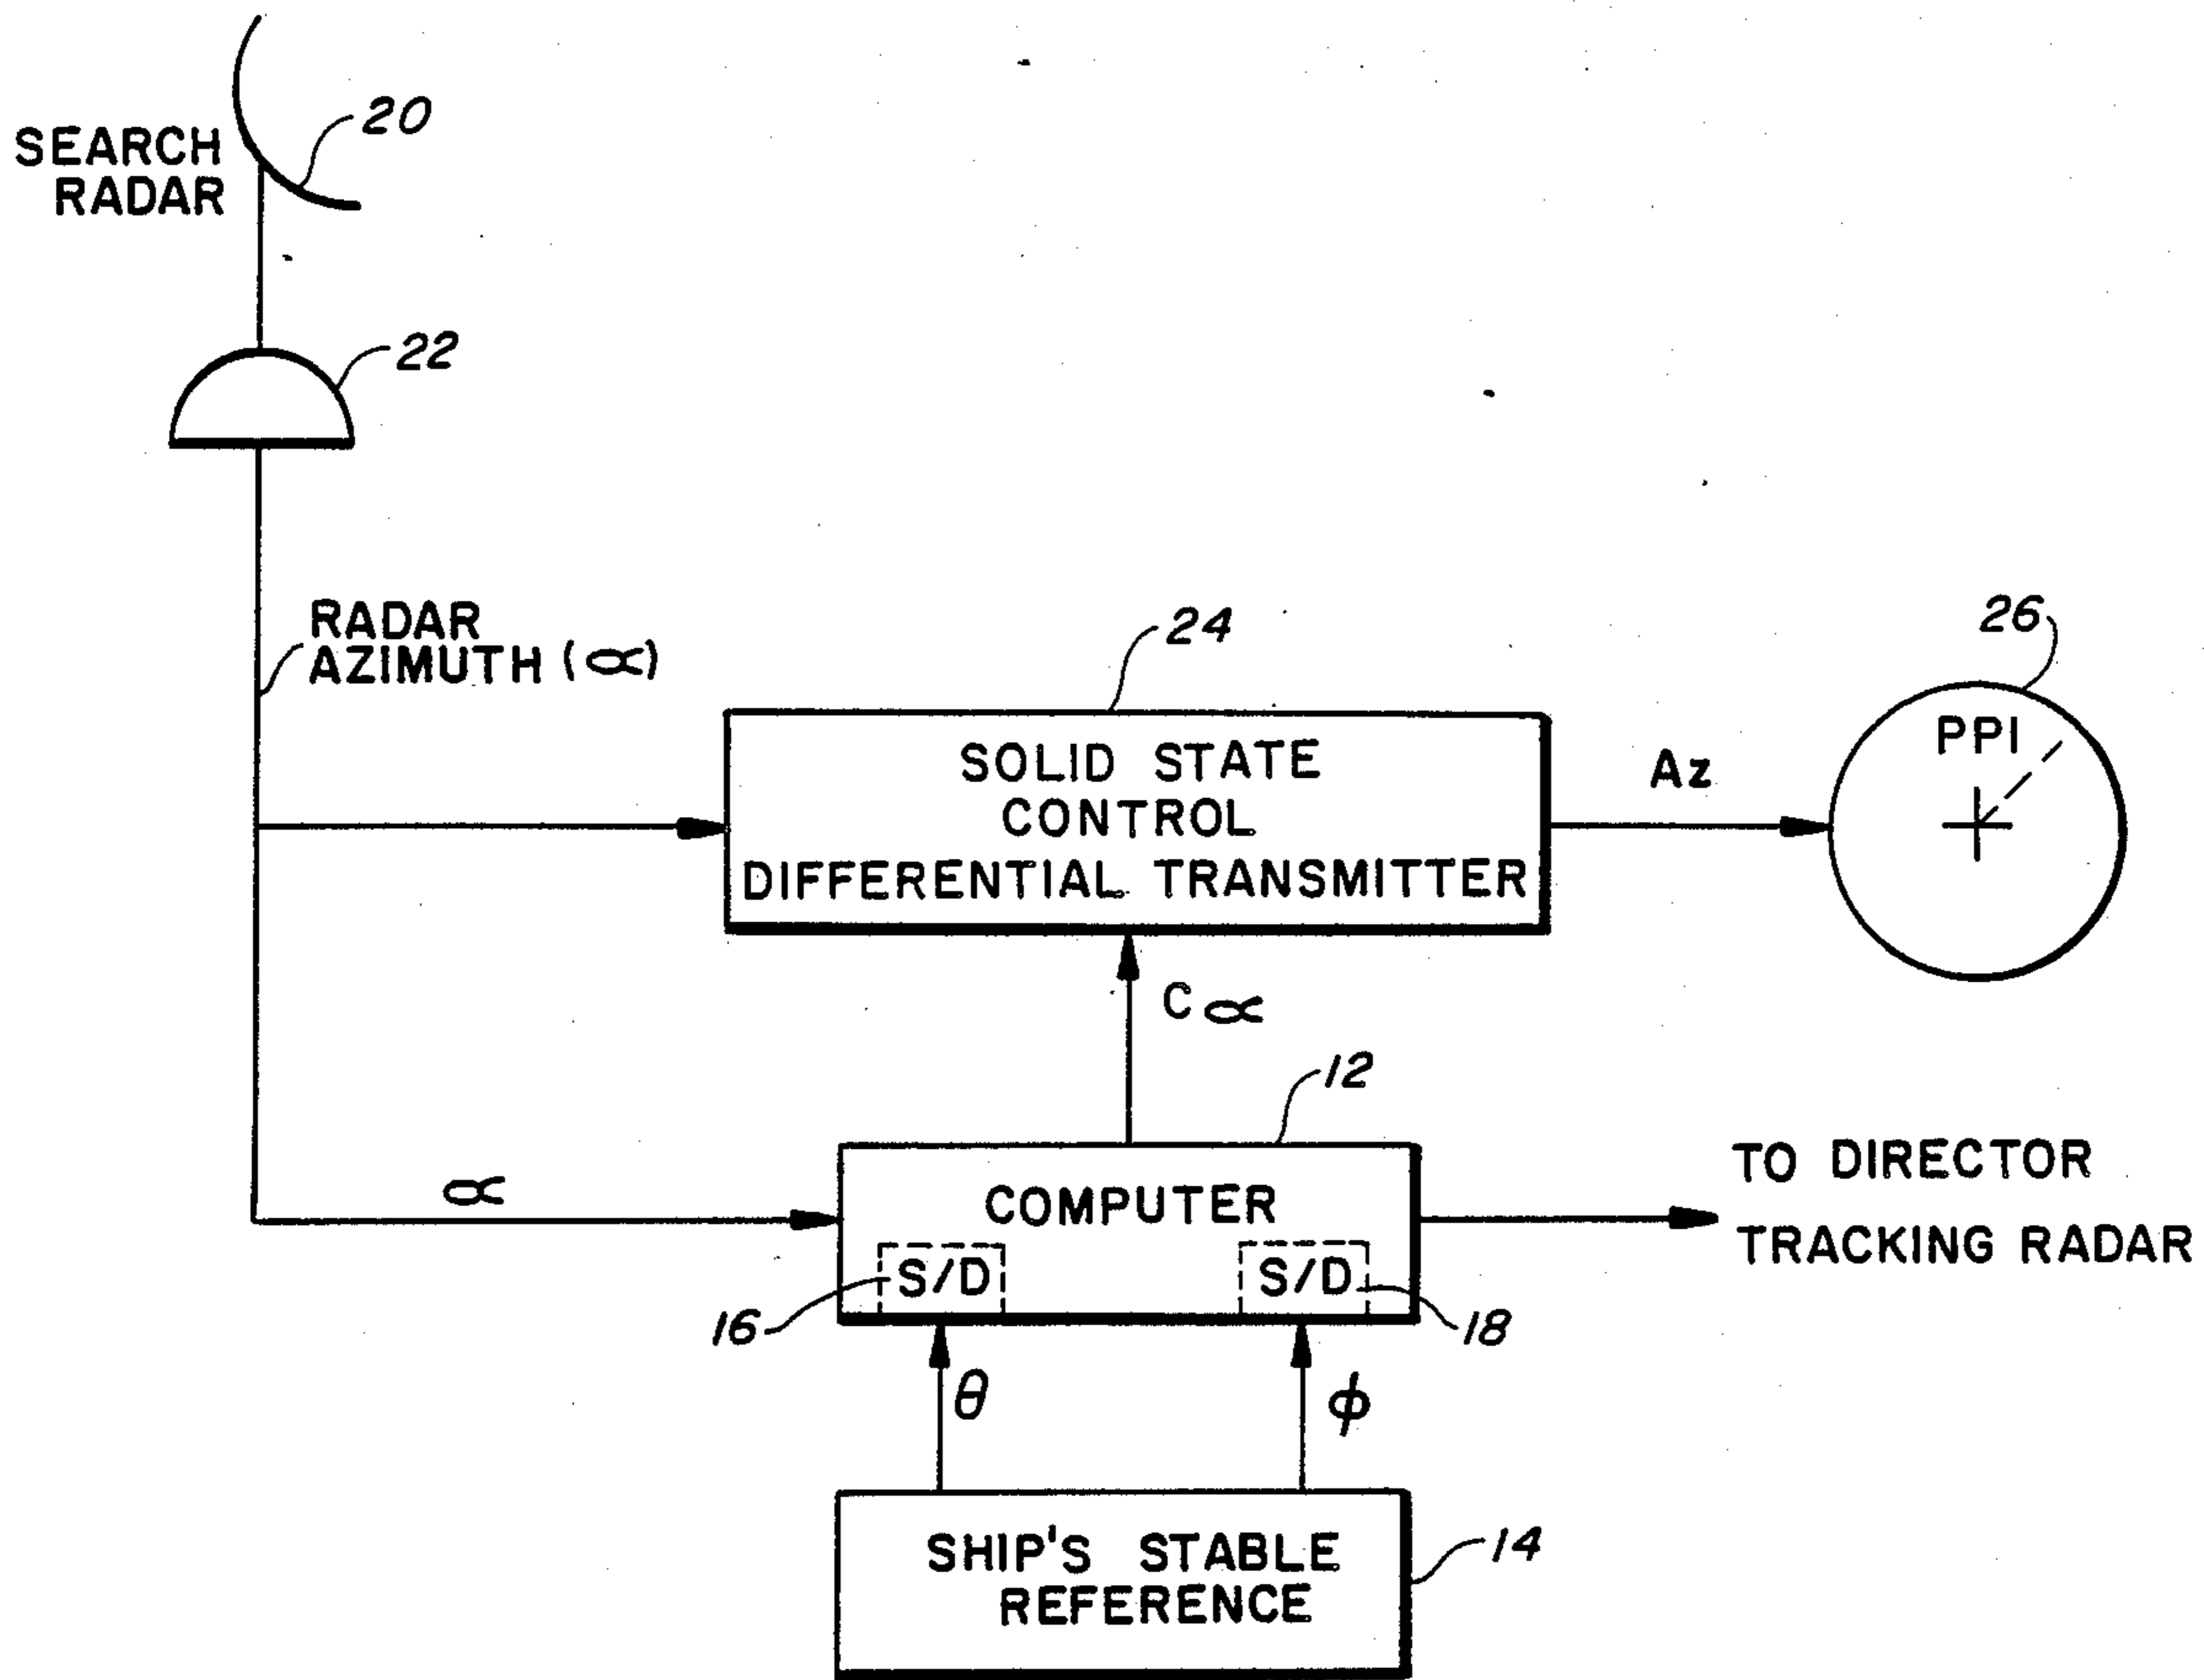 SEARCH
RADAR
20
22
RADAR
AZIMUTH (α)
24
SOLID STATE
CONTROL
DIFFERENTIAL TRANSMITTER
Az
26
PPI
Cα
12
α
COMPUTER
S/D
S/D
16
18
TO DIRECTOR
TRACKING RADAR
θ
ϕ
SHIP'S STABLE
REFERENCE
14